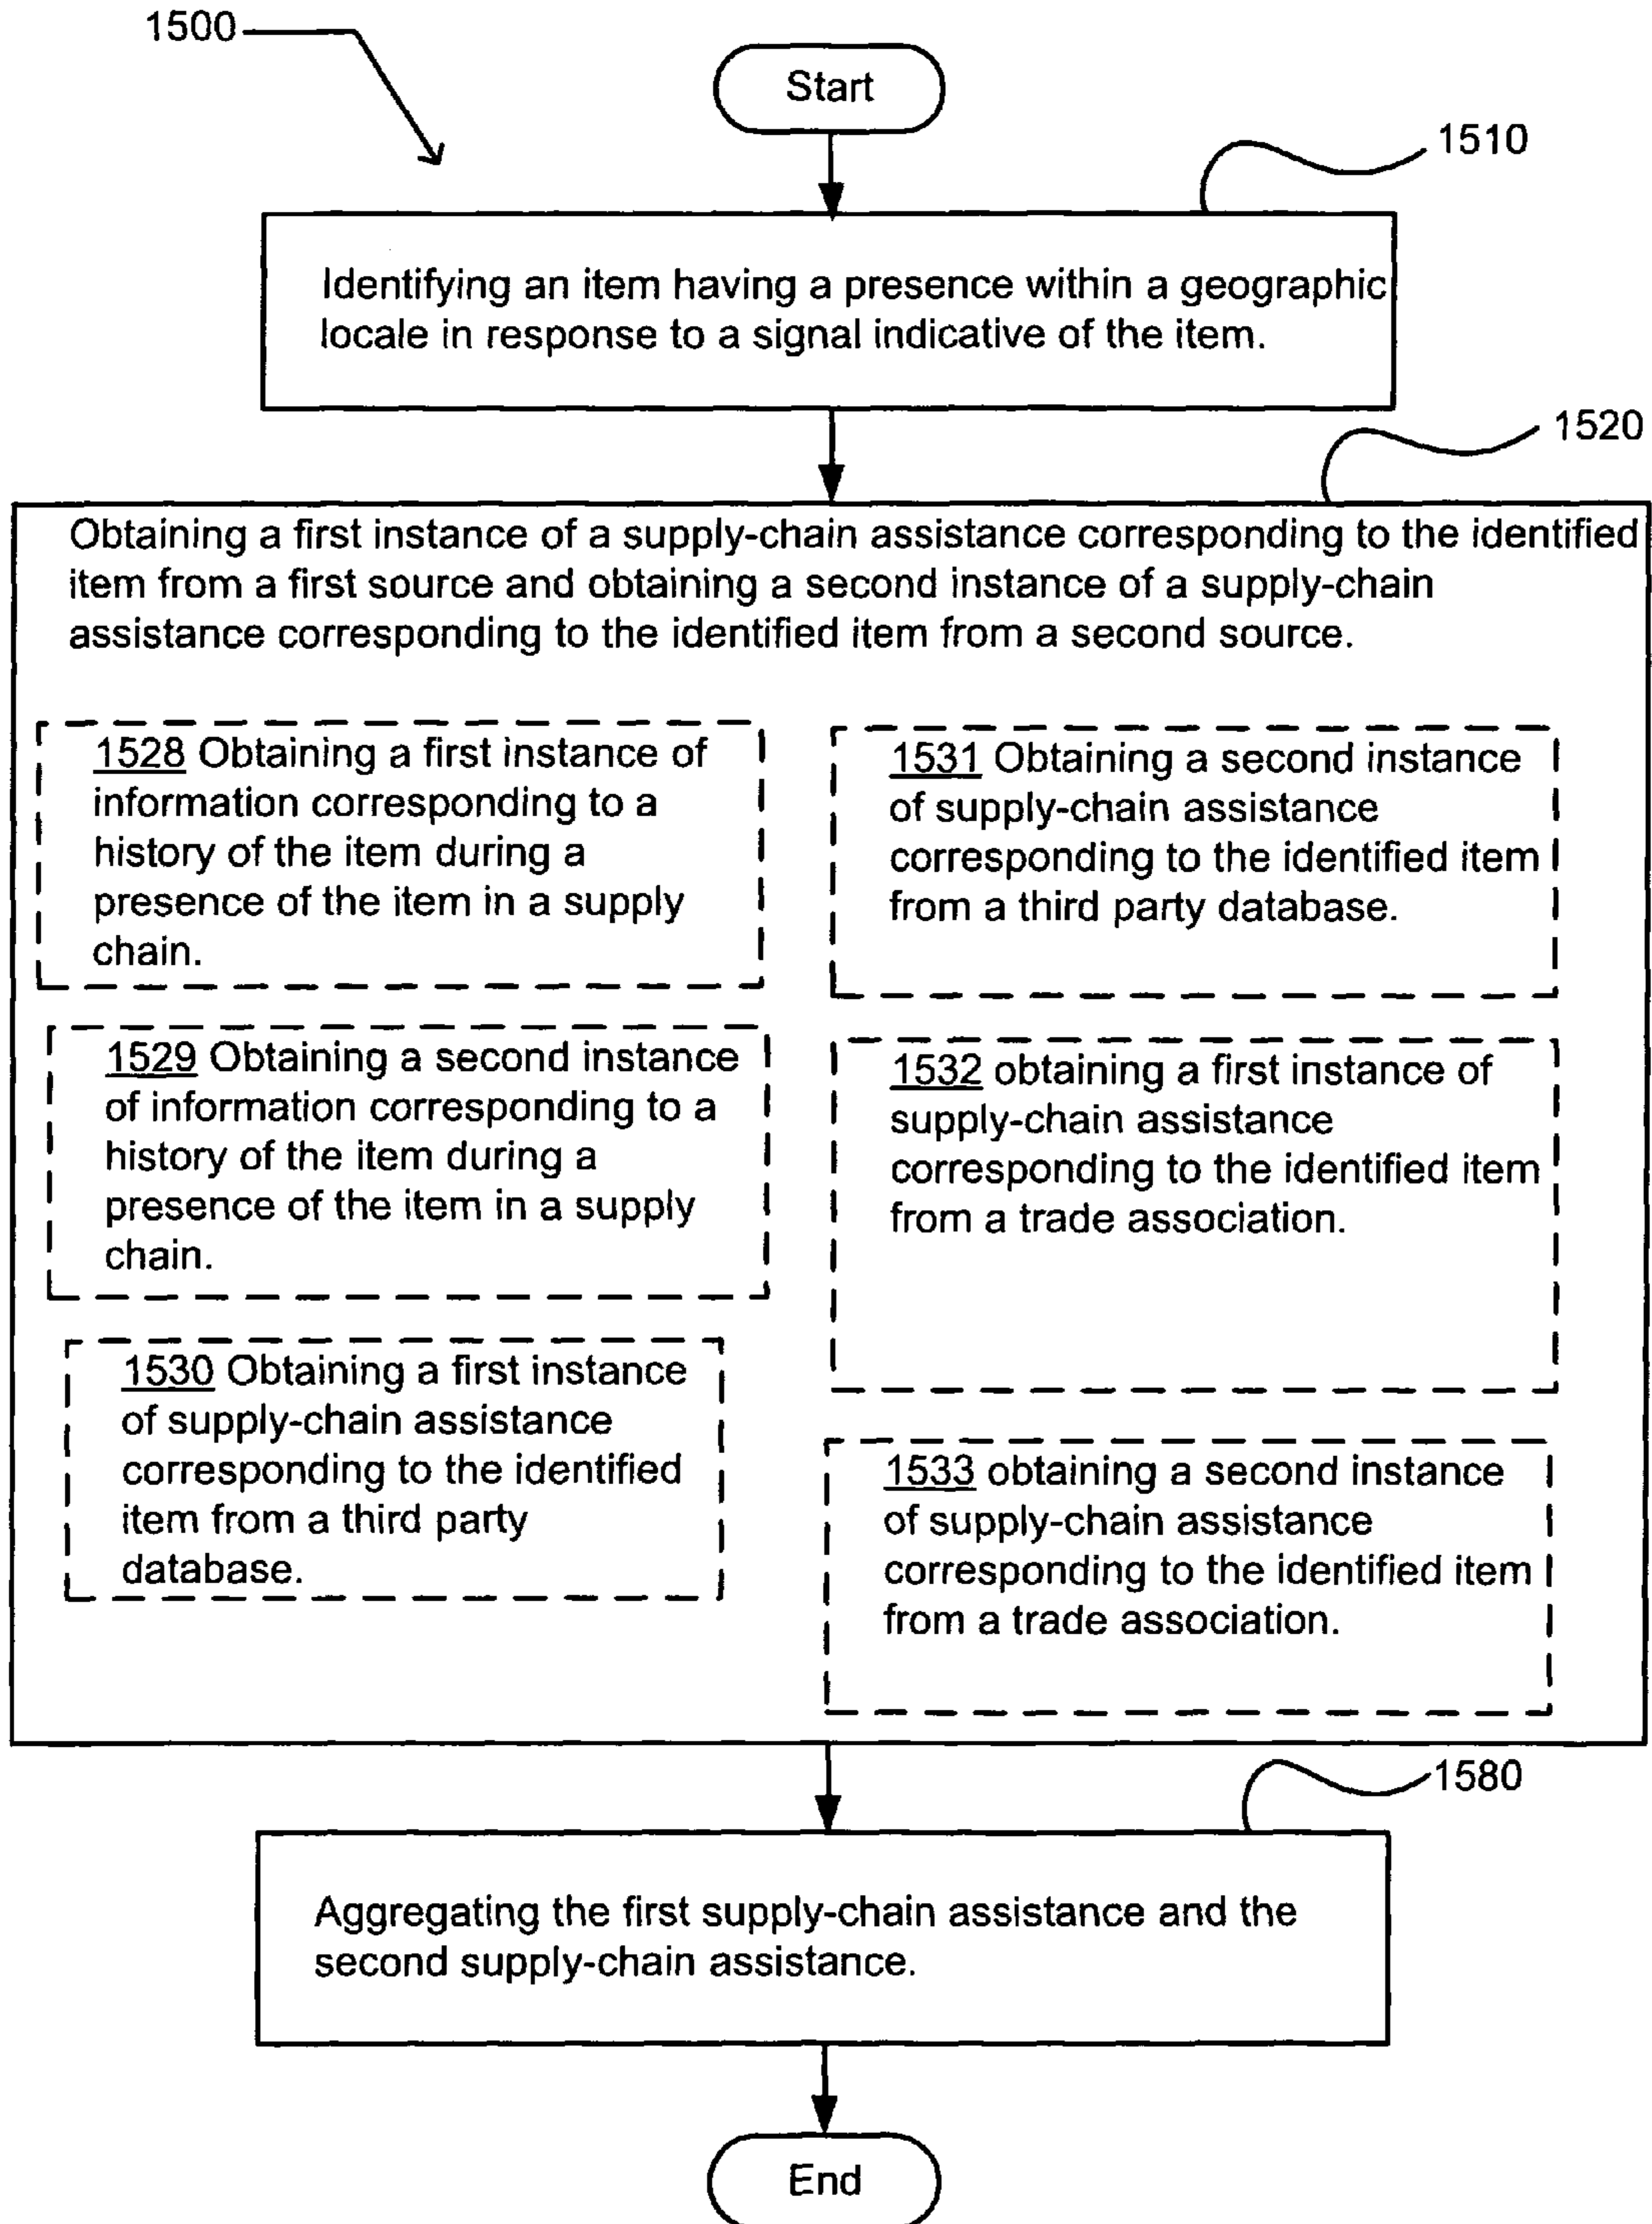 1500
Start
1510
Identifying an item having a presence within a geographic
locale in response to a signal indicative of the item.
1520
Obtaining a first instance of a supply-chain assistance corresponding to the identified
item from a first source and obtaining a second instance of a supply-chain
assistance corresponding to the identified item from a second source.
1528 Obtaining a first instance of
information corresponding to a
history of the item during a
presence of the item in a supply
chain.
1529 Obtaining a second instance
of information corresponding to a
history of the item during a
presence of the item in a supply
chain.
1530 Obtaining a first instance
of supply-chain assistance
corresponding to the identified
item from a third party
database.
1531 Obtaining a second instance
of supply-chain assistance
corresponding to the identified item
from a third party database.
1532 obtaining a first instance of
supply-chain assistance
corresponding to the identified item
from a trade association.
1533 obtaining a second instance
of supply-chain assistance
corresponding to the identified item
from a trade association.
1580
Aggregating the first supply-chain assistance and the
second supply-chain assistance.
End